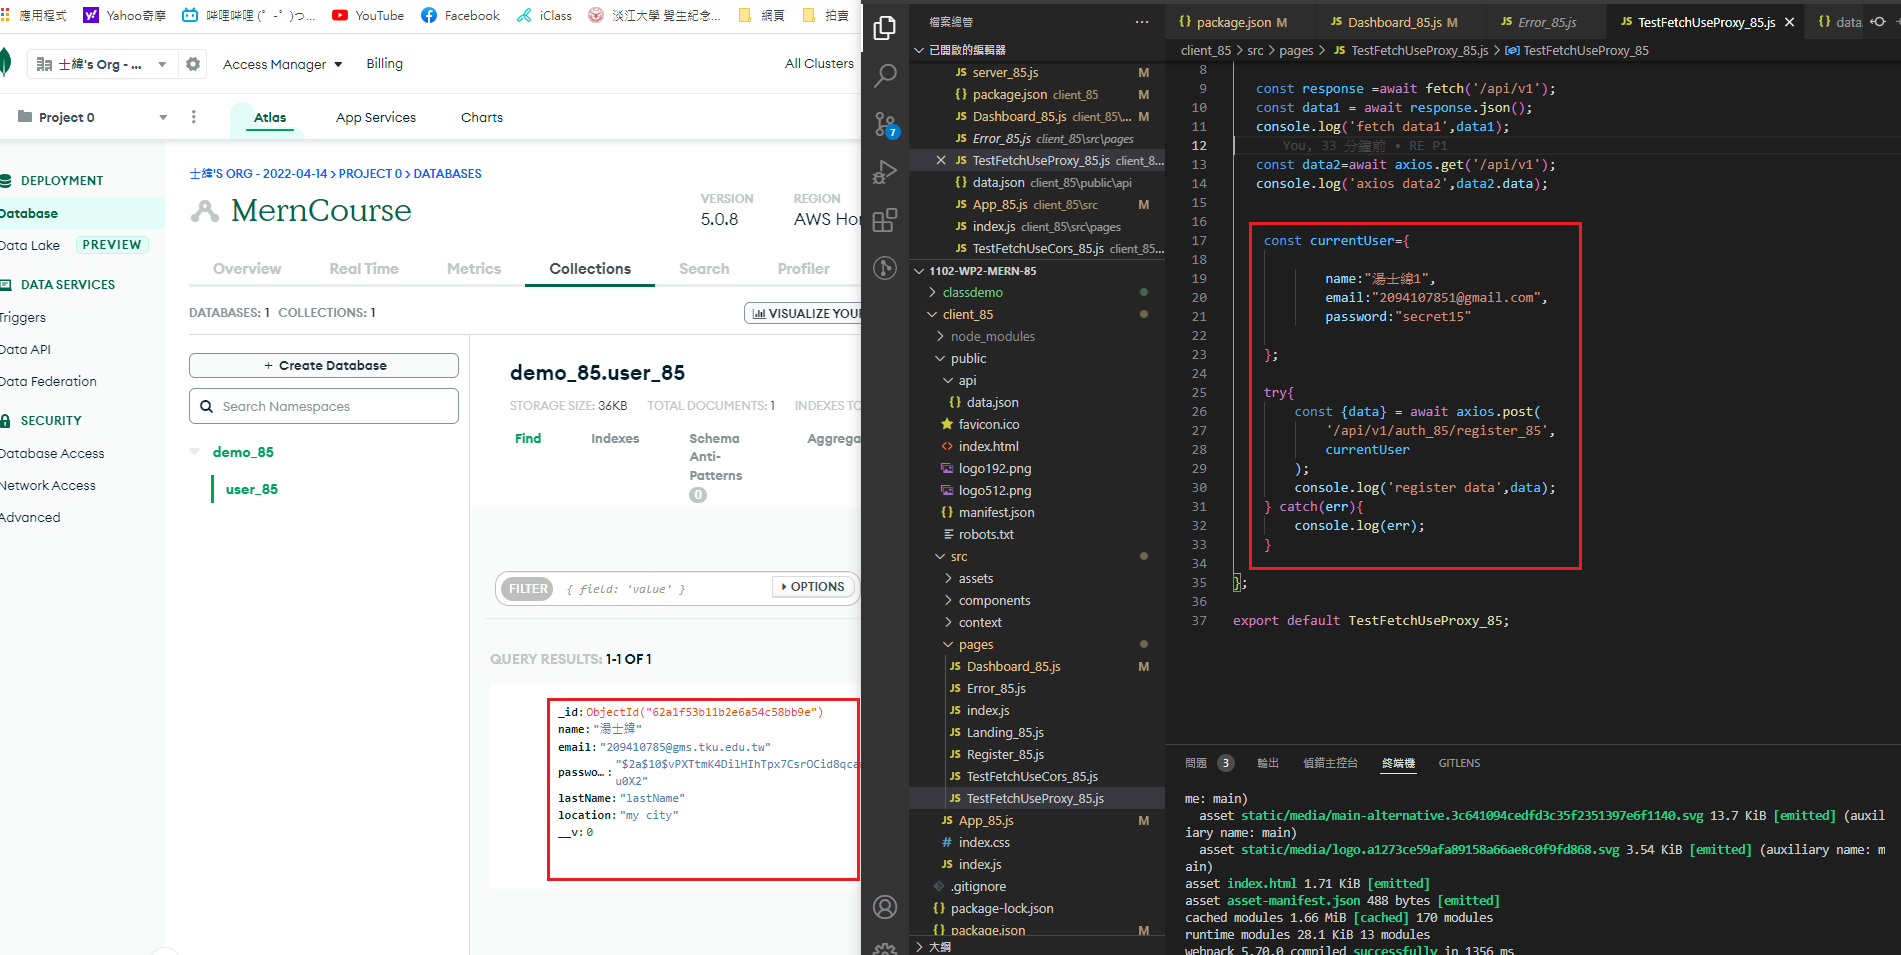 應用程式
Yahoo奇摩
嗶哩嗶哩 (゜-゜)つ...
YouTube
Facebook
iClass
淡江大學 覺生紀念...
網頁
拍賣
士緯's Org - ...
Access Manager
Billing
All Clusters
Project 0
Atlas
App Services
Charts
DEPLOYMENT
Database
Data Lake
PREVIEW
DATA SERVICES
Triggers
Data API
Data Federation
SECURITY
Database Access
Network Access
Advanced
士緯'S ORG - 2022-04-14 > PROJECT 0 > DATABASES
MernCourse
VERSION
5.0.8
REGION
AWS Hon
Overview
Real Time
Metrics
Collections
Search
Profiler
DATABASES: 1 COLLECTIONS: 1
VISUALIZE YOU
+ Create Database
Search Namespaces
demo_85
user_85
demo_85.user_85
STORAGE SIZE: 36KB
TOTAL DOCUMENTS: 1
INDEXES TO
Find
Indexes
Schema
Anti-
Patterns
0
Aggrega
FILTER
{ field: 'value' }
OPTIONS
QUERY RESULTS: 1-1 OF 1
_id: ObjectId("62a1f53b11b2e6a54c58bb9e")
name: "湯士緯"
email: "209410785@gms.tku.edu.tw"
passwo… : "$2a$10$vPXTtmK4DilHIhTpx7CsrOCid8qca
u0X2"
lastName: "lastName"
location: "my city"
__v: 0
檔案總管
已開啟的編輯器
server_85.js M
package.json client_85 M
Dashboard_85.js client_85\... M
Error_85.js client_85\src\pages
TestFetchUseProxy_85.js client_8...
data.json client_85\public\api
App_85.js client_85\src M
index.js client_85\src\pages
TestFetchUseCors_85.js client_85...
1102-WP2-MERN-85
classdemo
client_85
node_modules
public
api
data.json
favicon.ico
index.html
logo192.png
logo512.png
manifest.json
robots.txt
src
assets
components
context
pages
Dashboard_85.js M
Error_85.js
index.js
Landing_85.js
Register_85.js
TestFetchUseCors_85.js
TestFetchUseProxy_85.js
App_85.js M
index.css
index.js
.gitignore
package-lock.json
package.json M
大綱
7
package.json M
Dashboard_85.js M
Error_85.js
TestFetchUseProxy_85.js
data
client_85 > src > pages > JS TestFetchUseProxy_85.js > TestFetchUseProxy_85
8
9 const response =await fetch('/api/v1');
10 const data1 = await response.json();
11 console.log('fetch data1',data1);
12 You, 33 分鐘前 • RE P1
13 const data2=await axios.get('/api/v1');
14 console.log('axios data2',data2.data);
15
16
17 const currentUser={
18
19 name:"湯士緯1",
20 email:"2094107851@gmail.com",
21 password:"secret15"
22
23 };
24
25 try{
26 const {data} = await axios.post(
27 '/api/v1/auth_85/register_85',
28 currentUser
29 );
30 console.log('register data',data);
31 } catch(err){
32 console.log(err);
33 }
34
35 };
36
37 export default TestFetchUseProxy_85;
問題 3
輸出
偵錯主控台
終端機
GITLENS
me: main)
asset static/media/main-alternative.3c641094cedfd3c35f2351397e6f1140.svg 13.7 KiB [emitted] (auxil
iary name: main)
asset static/media/logo.a1273ce59afa89158a66ae8c0f9fd868.svg 3.54 KiB [emitted] (auxiliary name: m
ain)
asset index.html 1.71 KiB [emitted]
asset asset-manifest.json 488 bytes [emitted]
cached modules 1.66 MiB [cached] 170 modules
runtime modules 28.1 KiB 13 modules
webpack 5.70.0 compiled successfully in 1356 ms